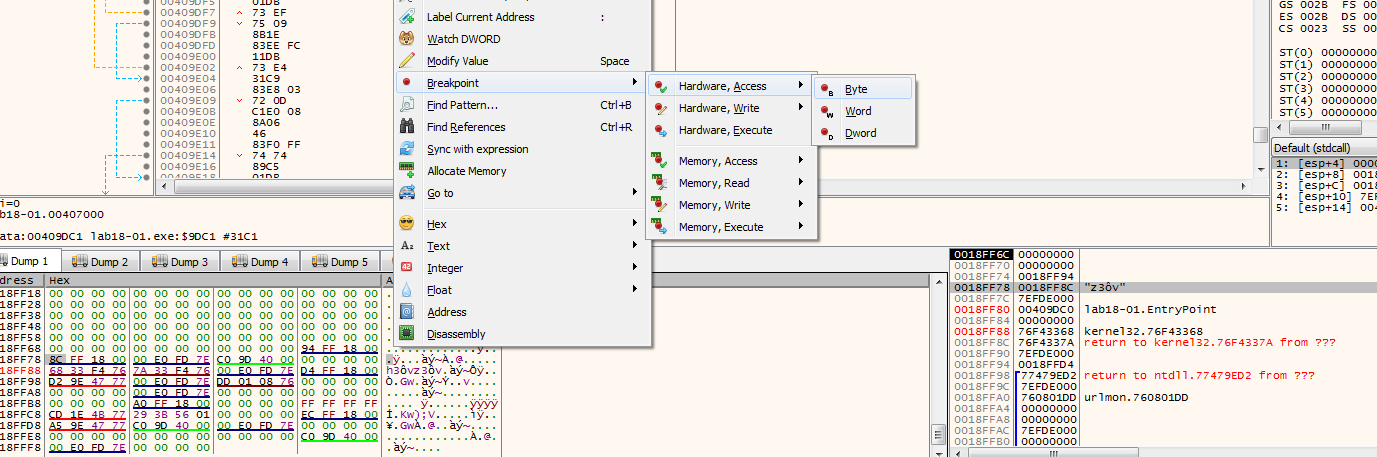 00409DF5 01DB
00409DF7 73 EF
00409DF9 75 09
00409DFB 8B1E
00409DFD 83EE FC
00409E00 11DB
00409E02 73 E4
00409E04 31C9
00409E06 83E8 03
00409E09 72 0D
00409E0B C1E0 08
00409E0E 8A06
00409E10 46
00409E11 83F0 FF
00409E14 74 74
00409E16 89C5
00409E18 01DB
Label Current Address :
Watch DWORD
Modify Value Space
Breakpoint
Find Pattern... Ctrl+B
Find References Ctrl+R
Sync with expression
Allocate Memory
Go to
Hex
Text
Integer
Float
Address
Disassembly
Hardware, Access
Hardware, Write
Hardware, Execute
Memory, Access
Memory, Read
Memory, Write
Memory, Execute
Byte
Word
Dword
GS 002B FS 00
ES 002B DS 00
CS 0023 SS 00
ST(0) 00000000
ST(1) 00000000
ST(2) 00000000
ST(3) 00000000
ST(4) 00000000
ST(5) 00000000
Default (stdcall)
1: [esp+4] 0000
2: [esp+8] 0018
3: [esp+C] 0018
4: [esp+10] 7EF
5: [esp+14] 004
i=0
ab18-01.00407000
ata:00409DC1 lab18-01.exe:$9DC1 #31C1
Dump 1 Dump 2 Dump 3 Dump 4 Dump 5
ddress Hex A
18FF18 00 00 00 00 00 00 00 00 00 00 00 00 00 00 00 00
18FF28 00 00 00 00 00 00 00 00 00 00 00 00 00 00 00 00
18FF38 00 00 00 00 00 00 00 00 00 00 00 00 00 00 00 00
18FF48 00 00 00 00 00 00 00 00 00 00 00 00 00 00 00 00
18FF58 00 00 00 00 00 00 00 00 00 00 00 00 00 00 00 00
18FF68 00 00 00 00 00 00 00 00 00 00 00 00 94 FF 18 00
18FF78 8C FF 18 00 00 E0 FD 7E C0 9D 40 00 00 00 00 00
18FF88 68 33 F4 76 7A 33 F4 76 00 E0 FD 7E D4 FF 18 00
18FF98 D2 9E 47 77 00 E0 FD 7E DD 01 08 76 00 00 00 00
18FFA8 00 00 00 00 00 E0 FD 7E 00 00 00 00 00 00 00 00
18FFB8 00 00 00 00 A0 FF 18 00 00 00 00 00 FF FF FF FF
18FFC8 CD 1E 4B 77 29 3B 56 01 00 00 00 00 EC FF 18 00
18FFD8 A5 9E 47 77 C0 9D 40 00 00 E0 FD 7E 00 00 00 00
18FFE8 00 00 00 00 00 00 00 00 00 00 00 00 C0 9D 40 00
18FFF8 00 E0 FD 7E 00 00 00 00
0018FF6C 00000000
0018FF70 00000000
0018FF74 0018FF94
0018FF78 0018FF8C "z3ôv"
0018FF7C 7EFDE000
0018FF80 00409DC0 lab18-01.EntryPoint
0018FF84 00000000
0018FF88 76F43368 kernel32.76F43368
0018FF8C 76F4337A return to kernel32.76F4337A from ???
0018FF90 7EFDE000
0018FF94 0018FFD4
0018FF98 77479ED2 return to ntdll.77479ED2 from ???
0018FF9C 7EFDE000
0018FFA0 760801DD urlmon.760801DD
0018FFA4 00000000
0018FFA8 00000000
0018FFAC 7EFDE000
0018FFB0 00000000